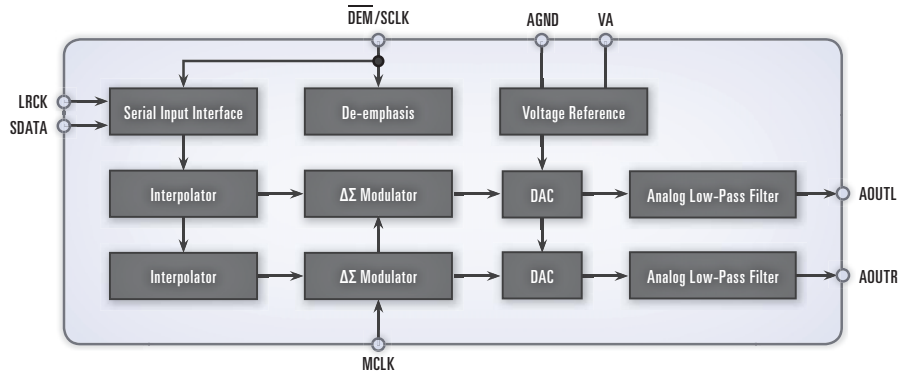 DEM/SCLK
AGND
VA
LRCK
SDATA
Serial Input Interface
De-emphasis
Voltage Reference
Interpolator
ΔΣ Modulator
DAC
Analog Low-Pass Filter
AOUTL
Interpolator
ΔΣ Modulator
DAC
Analog Low-Pass Filter
AOUTR
MCLK